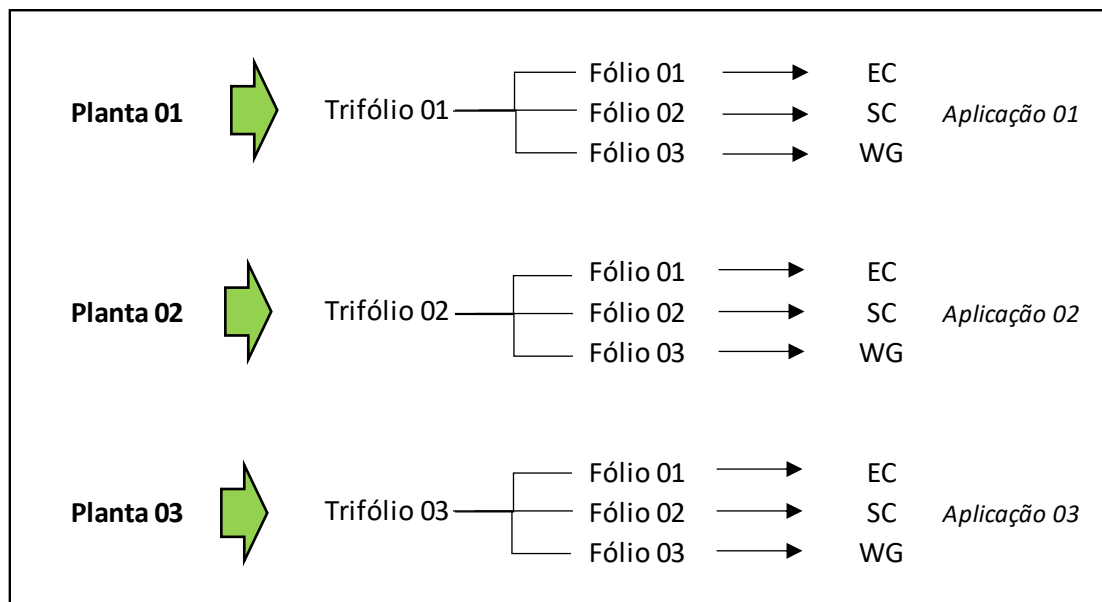 Fólio 01 EC
Planta 01 Trifólio 01 Fólio 02 SC Aplicação 01
Fólio 03 WG
Fólio 01 EC
Planta 02 Trifólio 02 Fólio 02 SC Aplicação 02
Fólio 03 WG
Fólio 01 EC
Planta 03 Trifólio 03 Fólio 02 SC Aplicação 03
Fólio 03 WG